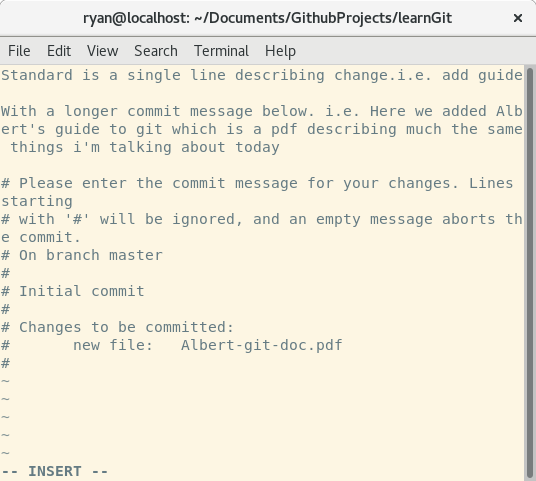 ryan@localhost: ~/Documents/GithubProjects/learnGit ×
File Edit View Search Terminal Help
Standard is a single line describing change.i.e. add guide

With a longer commit message below. i.e. Here we added Alb
ert's guide to git which is a pdf describing much the same
 things i'm talking about today

# Please enter the commit message for your changes. Lines
starting
# with '#' will be ignored, and an empty message aborts th
e commit.
# On branch master
#
# Initial commit
#
# Changes to be committed:
#       new file:   Albert-git-doc.pdf
#
~
~
~
~
~
-- INSERT --